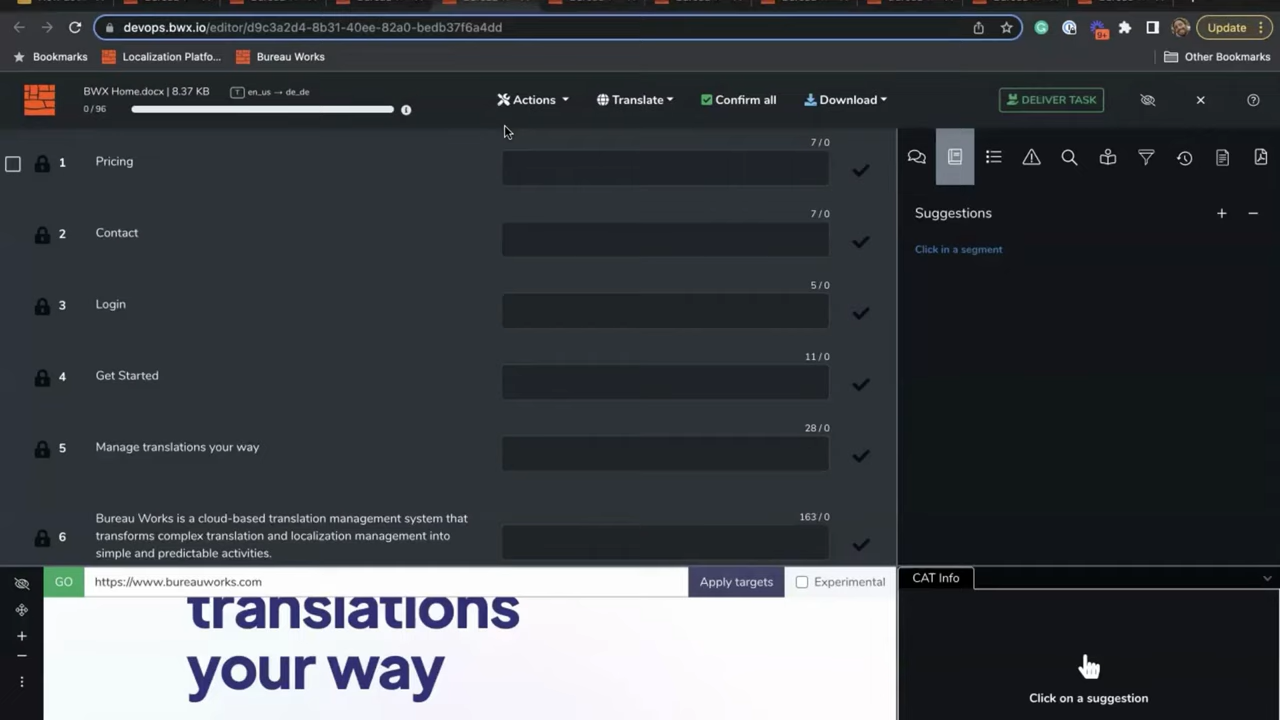 devops.bwx.io/editor/d9c3a2d4-8b31-40ee-82a0-bedb37f6a4dd
9+
Update
Bookmarks
Localization Platfo...
Bureau Works
Other Bookmarks
BWX Home.docx | 8.37 KB
T en_us → de_de
0 / 96
Actions
Translate
Confirm all
Download
DELIVER TASK
7 / 0
1 Pricing
7 / 0
2 Contact
5 / 0
3 Login
11 / 0
4 Get Started
28 / 0
5 Manage translations your way
163 / 0
Bureau Works is a cloud-based translation management system that
6 transforms complex translation and localization management into
simple and predictable activities.
Suggestions
Click in a segment
GO
https://www.bureauworks.com
Apply targets
Experimental
CAT Info
translations
your way
Click on a suggestion